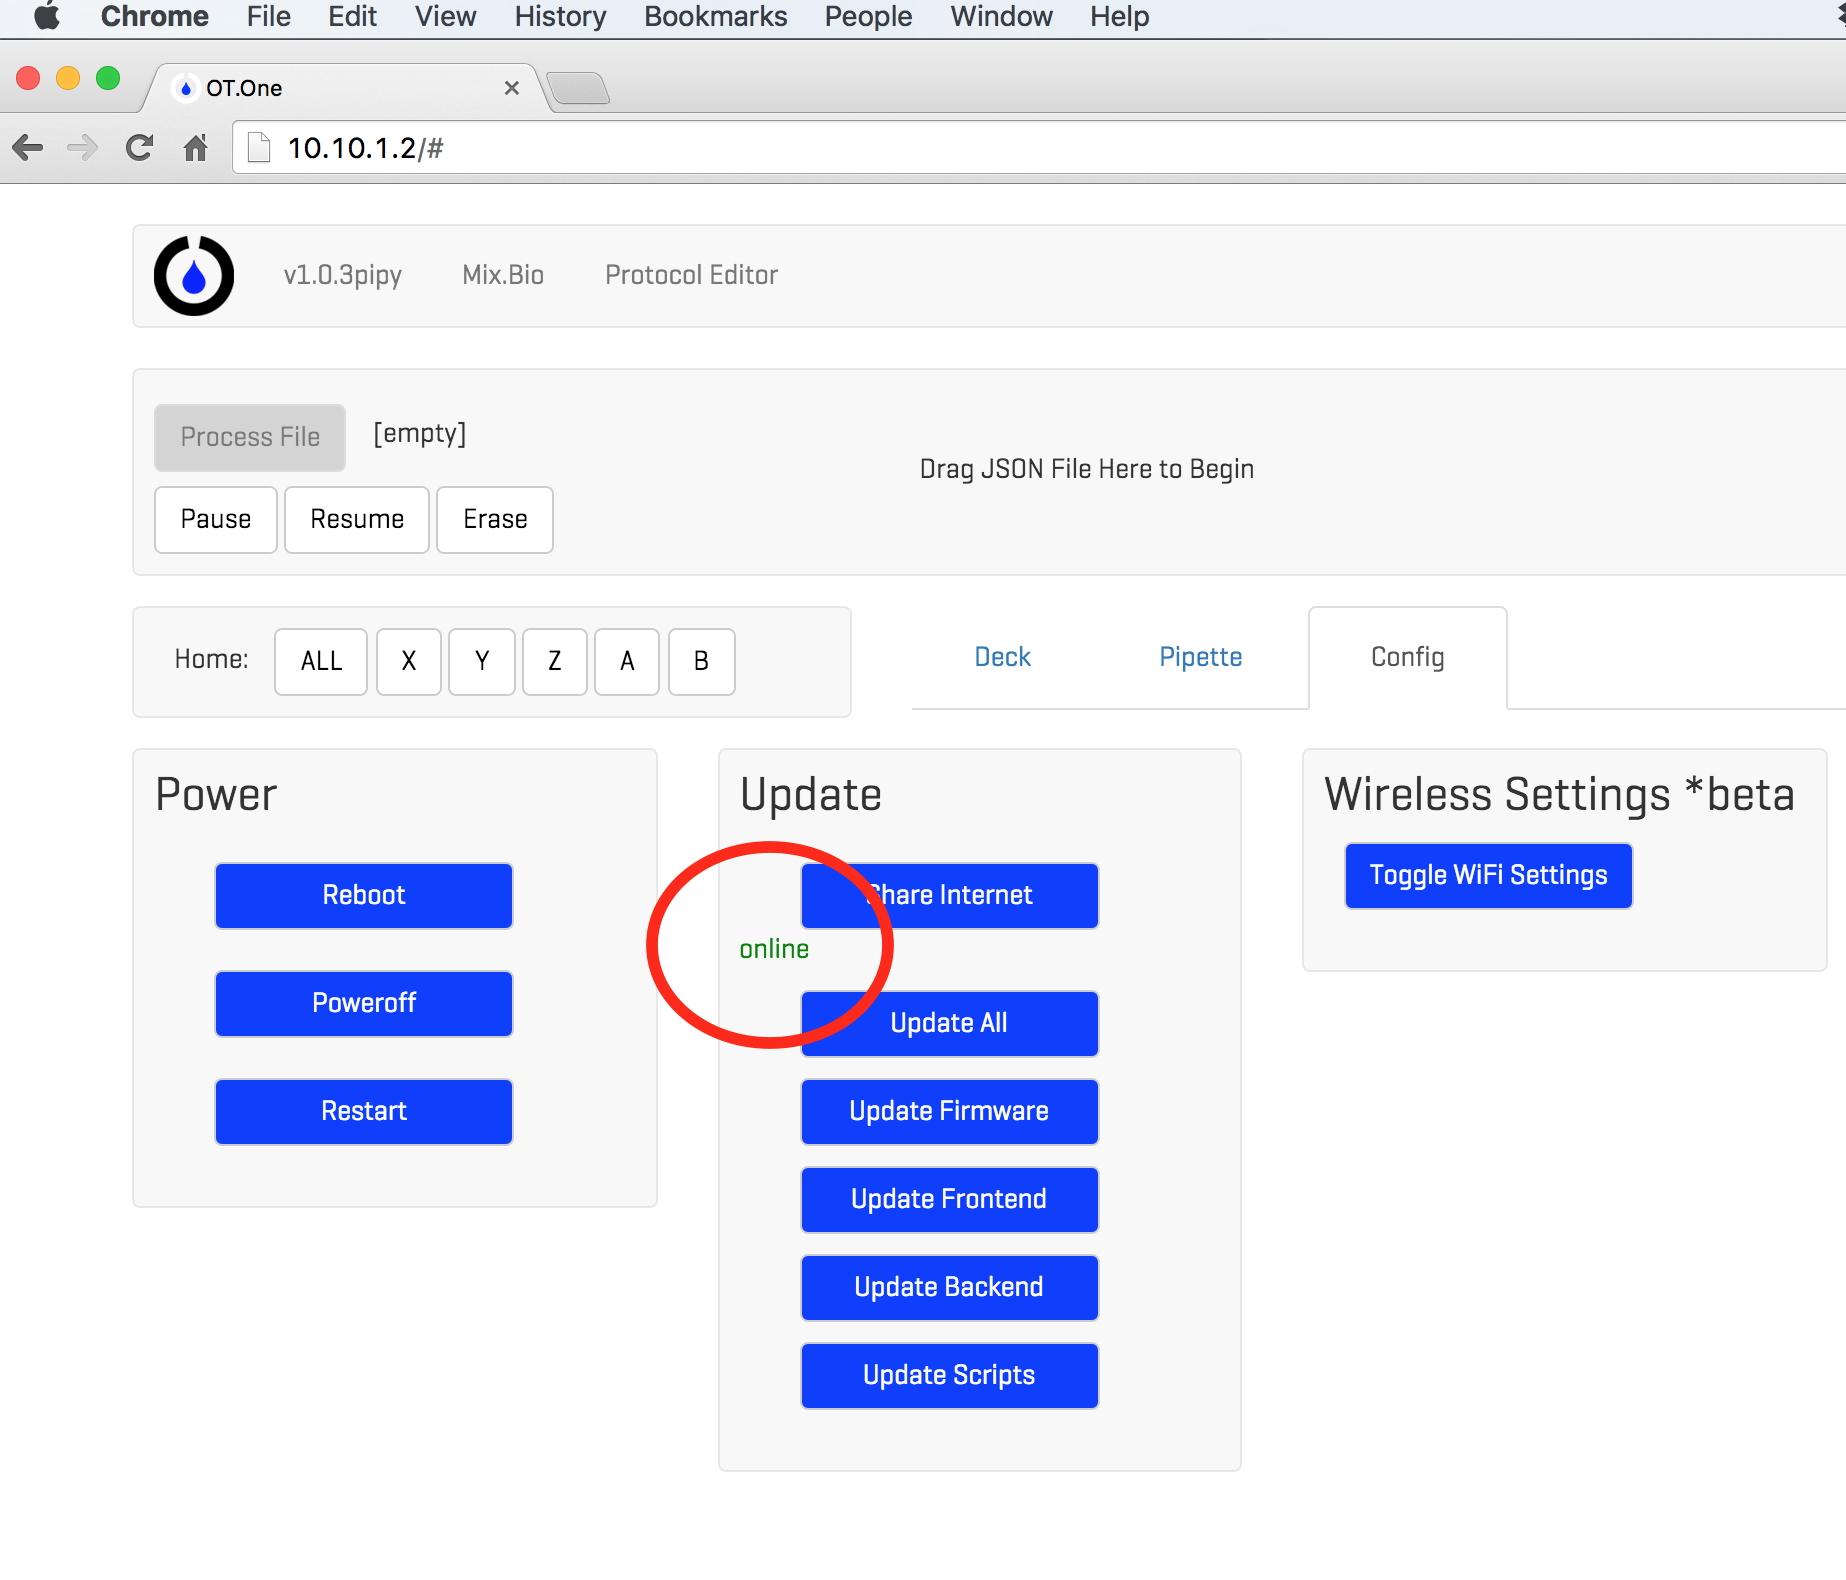 Chrome File Edit View History Bookmarks People Window Help
OT.One
10.10.1.2/#
v1.0.3pipy Mix.Bio Protocol Editor
Process File [empty]
Drag JSON File Here to Begin
Pause Resume Erase
Home: ALL X Y Z A B
Deck Pipette Config
Power
Reboot
Poweroff
Restart
Update
Share Internet
online
Update All
Update Firmware
Update Frontend
Update Backend
Update Scripts
Wireless Settings *beta
Toggle WiFi Settings